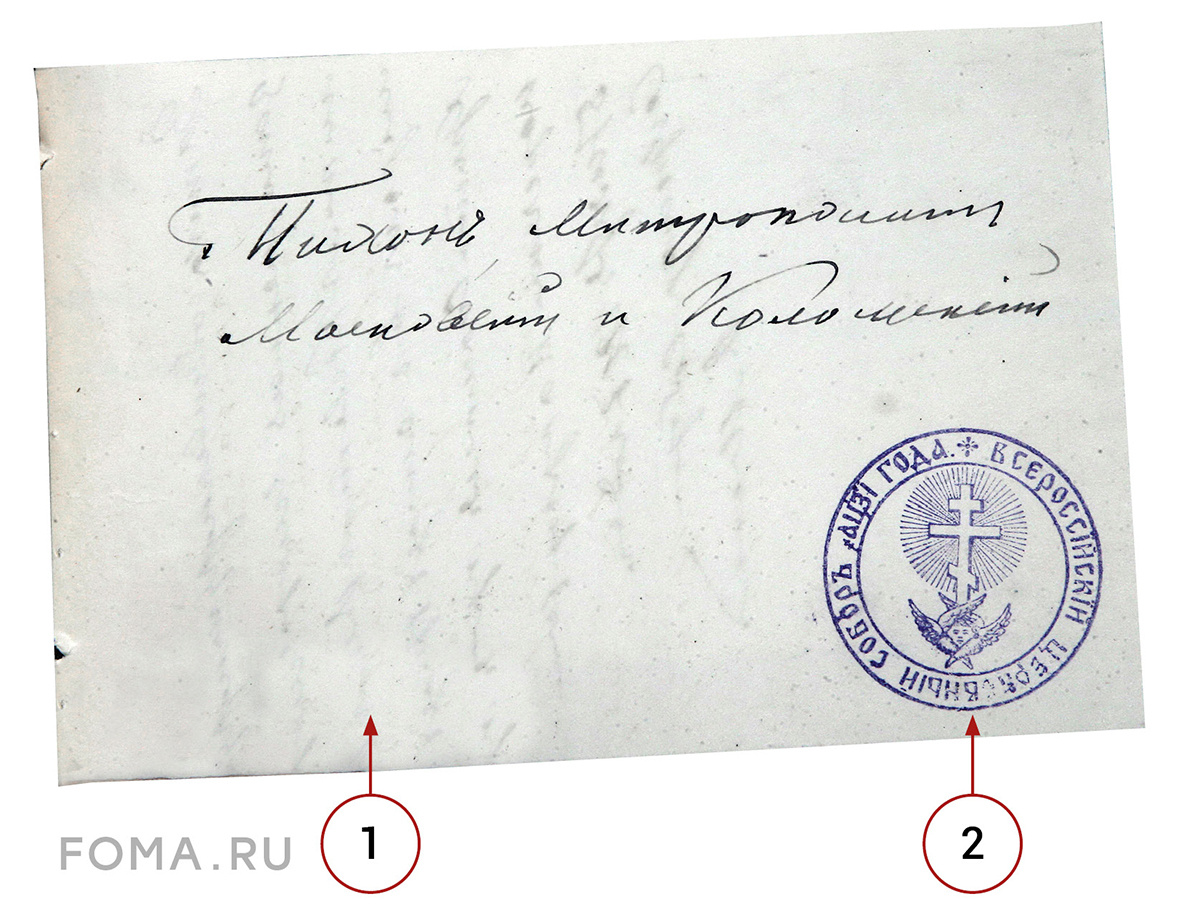 Тихонъ Митрополитъ
Московскій и Коломенскій
ВСЕРОССІЙСКІЙ ЦЕРКОВНЫЙ СОБОРЪ ҂АЦЗІ ГОДА.
1
2
FOMA.RU